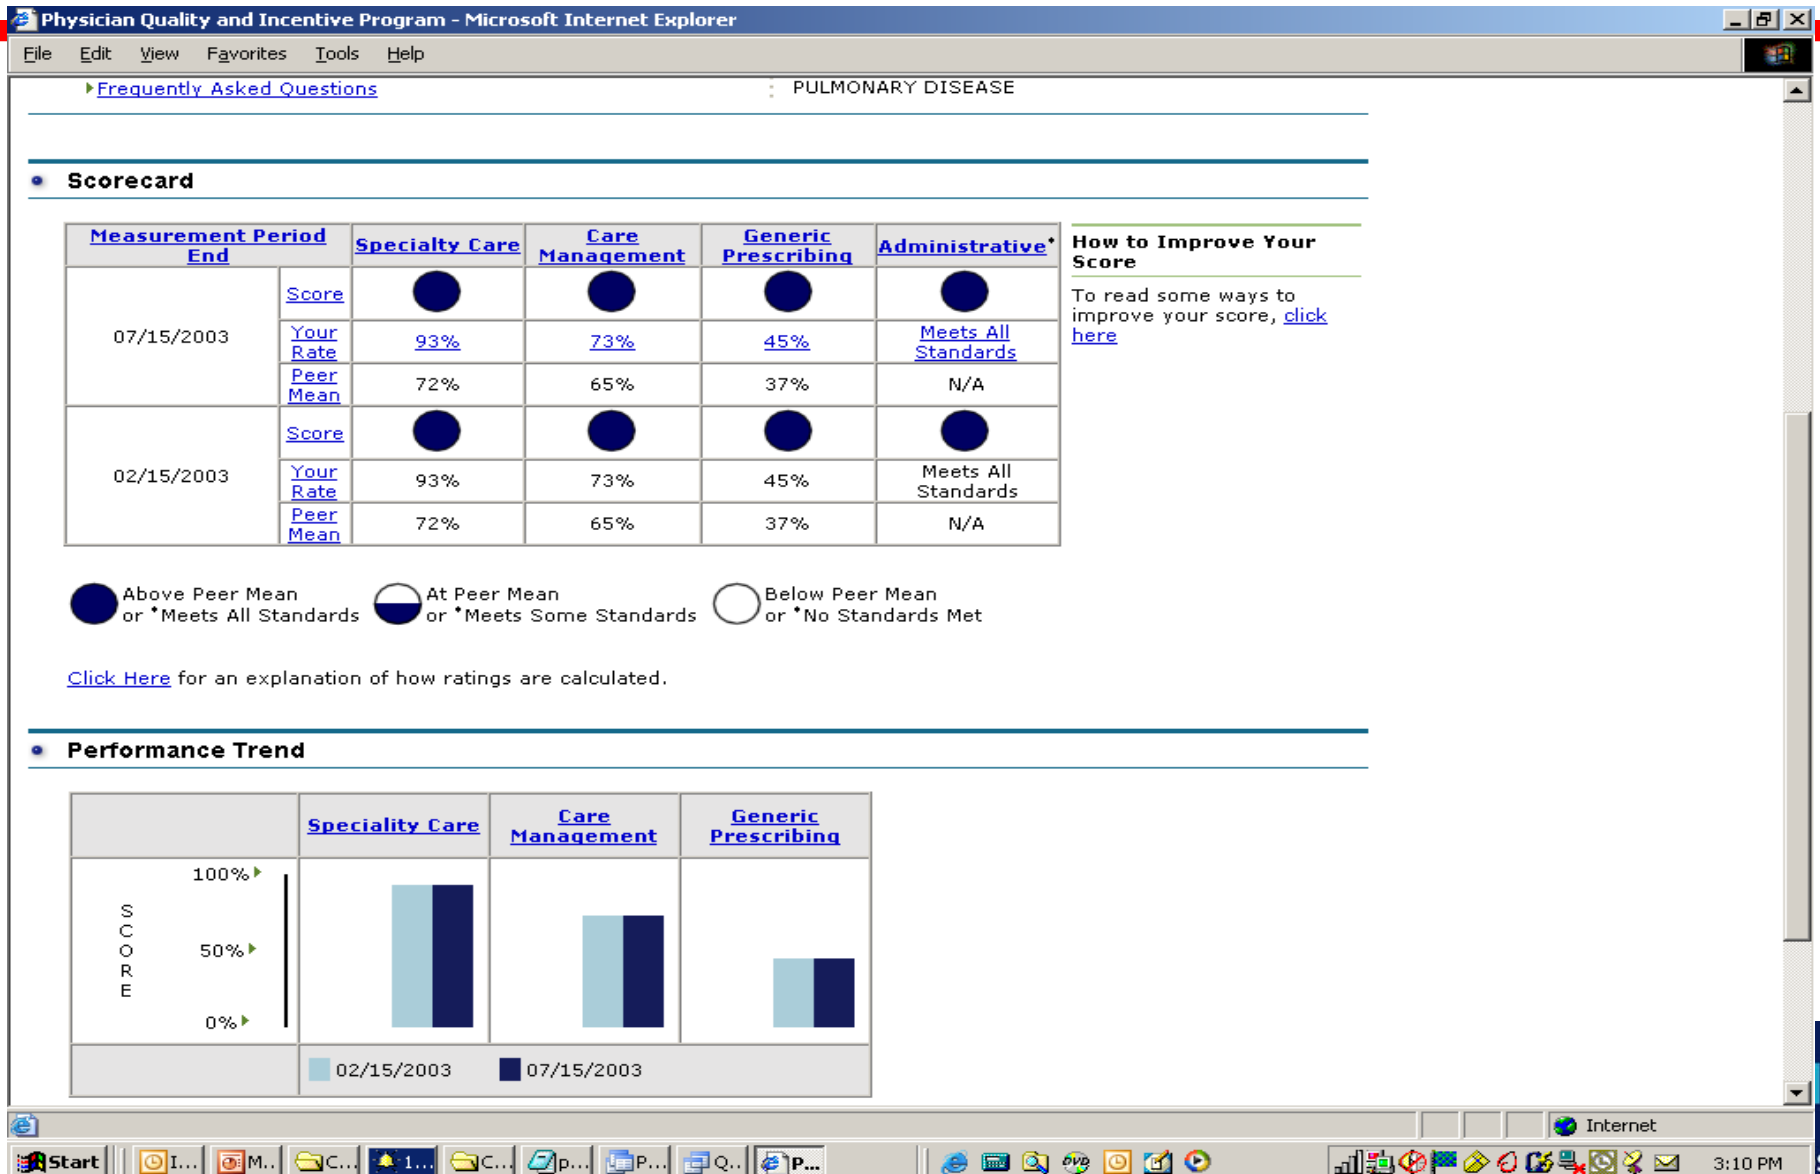 Physician Quality and Incentive Program - Microsoft Internet Explorer
File Edit View Favorites Tools Help
Frequently Asked Questions
: PULMONARY DISEASE
Scorecard
Measurement Period End Specialty Care Care Management Generic Prescribing Administrative*
07/15/2003
Score
Your Rate 93% 73% 45% Meets All Standards
Peer Mean 72% 65% 37% N/A
02/15/2003
Score
Your Rate 93% 73% 45% Meets All Standards
Peer Mean 72% 65% 37% N/A
How to Improve Your
Score
To read some ways to
improve your score, click
here
Above Peer Mean
or *Meets All Standards
At Peer Mean
or *Meets Some Standards
Below Peer Mean
or *No Standards Met
Click Here for an explanation of how ratings are calculated.
Performance Trend
Speciality Care Care Management Generic Prescribing
SCORE
100%
50%
0%
02/15/2003 07/15/2003
Internet
Start I... M.. C... 1... C... p... P... Q.. P... 3:10 PM